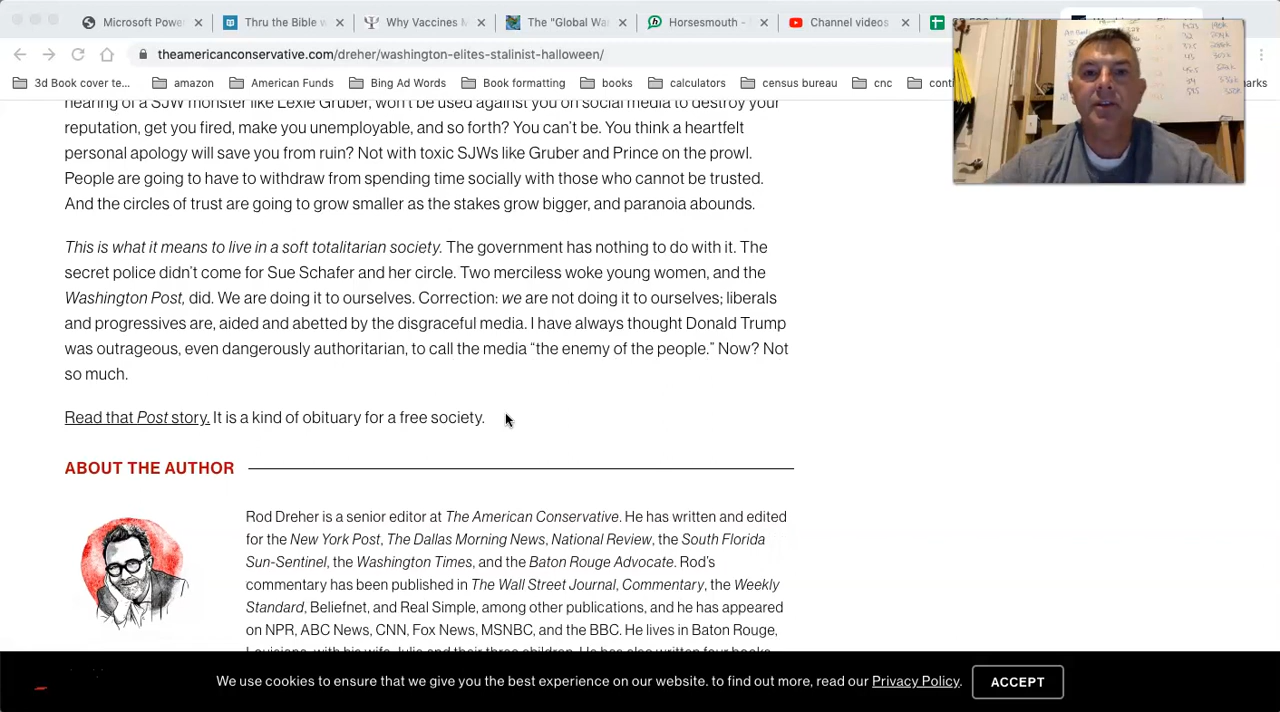 Microsoft Powe
Thru the Bible w
Why Vaccines M
The "Global Wa
Horsesmouth -
Channel videos
theamericanconservative.com/dreher/washington-elites-stalinist-halloween/
3d Book cover te...
amazon
American Funds
Bing Ad Words
Book formatting
books
calculators
census bureau
cnc
cont
arks
hearing of a SJW monster like Lexie Gruber, won't be used against you on social media to destroy your
reputation, get you fired, make you unemployable, and so forth? You can't be. You think a heartfelt
personal apology will save you from ruin? Not with toxic SJWs like Gruber and Prince on the prowl.
People are going to have to withdraw from spending time socially with those who cannot be trusted.
And the circles of trust are going to grow smaller as the stakes grow bigger, and paranoia abounds.
This is what it means to live in a soft totalitarian society. The government has nothing to do with it. The
secret police didn't come for Sue Schafer and her circle. Two merciless woke young women, and the
Washington Post, did. We are doing it to ourselves. Correction: we are not doing it to ourselves; liberals
and progressives are, aided and abetted by the disgraceful media. I have always thought Donald Trump
was outrageous, even dangerously authoritarian, to call the media “the enemy of the people.” Now? Not
so much.
Read that Post story. It is a kind of obituary for a free society.
ABOUT THE AUTHOR
Rod Dreher is a senior editor at The American Conservative. He has written and edited
for the New York Post, The Dallas Morning News, National Review, the South Florida
Sun-Sentinel, the Washington Times, and the Baton Rouge Advocate. Rod's
commentary has been published in The Wall Street Journal, Commentary, the Weekly
Standard, Beliefnet, and Real Simple, among other publications, and he has appeared
on NPR, ABC News, CNN, Fox News, MSNBC, and the BBC. He lives in Baton Rouge,
Louisiana, with his wife Julie and their three children. He has also written four books,
We use cookies to ensure that we give you the best experience on our website. to find out more, read our Privacy Policy.
ACCEPT